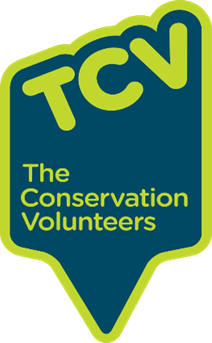 TCV
The
Conservation
Volunteers